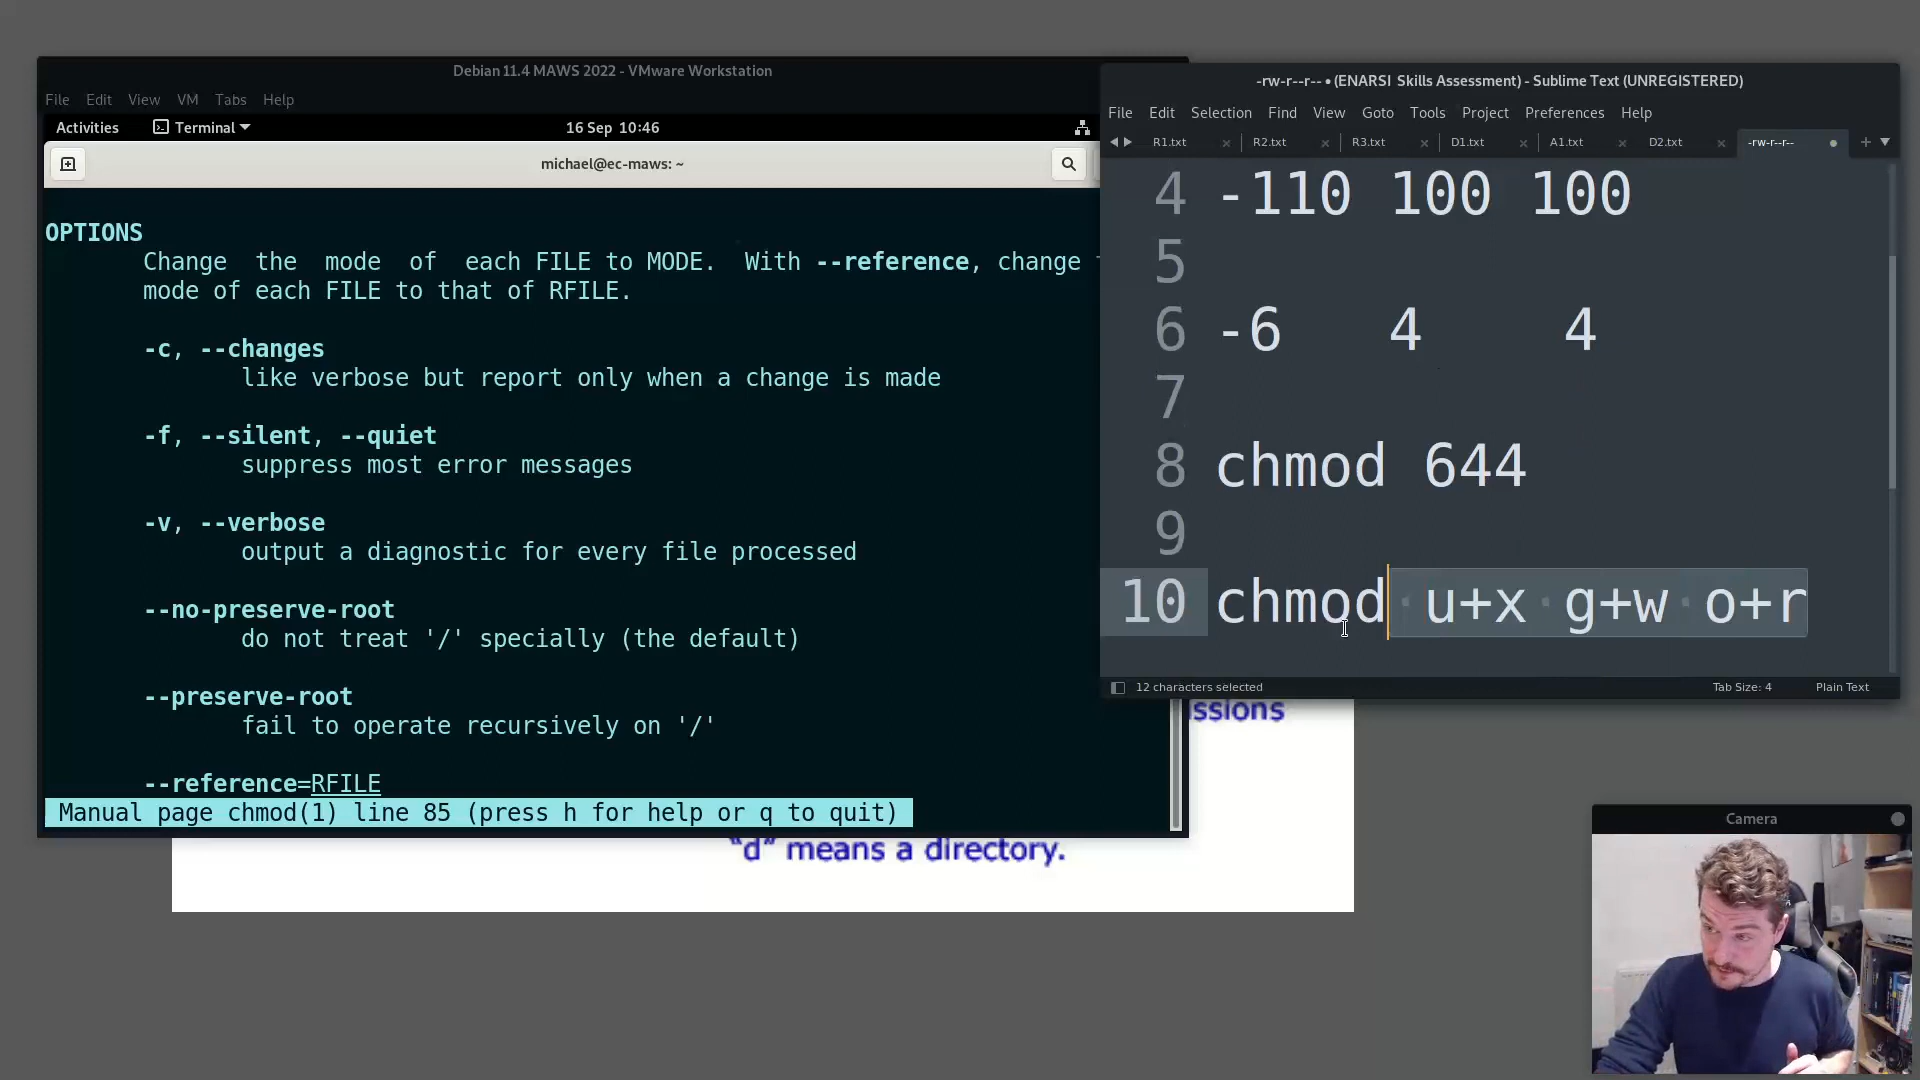 Debian 11.4 MAWS 2022 - VMware Workstation
File Edit View VM Tabs Help
Activities Terminal 16 Sep 10:46
michael@ec-maws: ~
OPTIONS
Change the mode of each FILE to MODE. With --reference, change
mode of each FILE to that of RFILE.
-c, --changes
like verbose but report only when a change is made
-f, --silent, --quiet
suppress most error messages
-v, --verbose
output a diagnostic for every file processed
--no-preserve-root
do not treat '/' specially (the default)
--preserve-root
fail to operate recursively on '/'
--reference=RFILE
Manual page chmod(1) line 85 (press h for help or q to quit)
-rw-r--r-- • (ENARSI Skills Assessment) - Sublime Text (UNREGISTERED)
File Edit Selection Find View Goto Tools Project Preferences Help
R1.txt R2.txt R3.txt D1.txt A1.txt D2.txt -rw-r--r--
4 -110 100 100
5
6 -6 4 4
7
8 chmod 644
9
10 chmod u+x g+w o+r
12 characters selected Tab Size: 4 Plain Text
ssions
“d” means a directory.
Camera